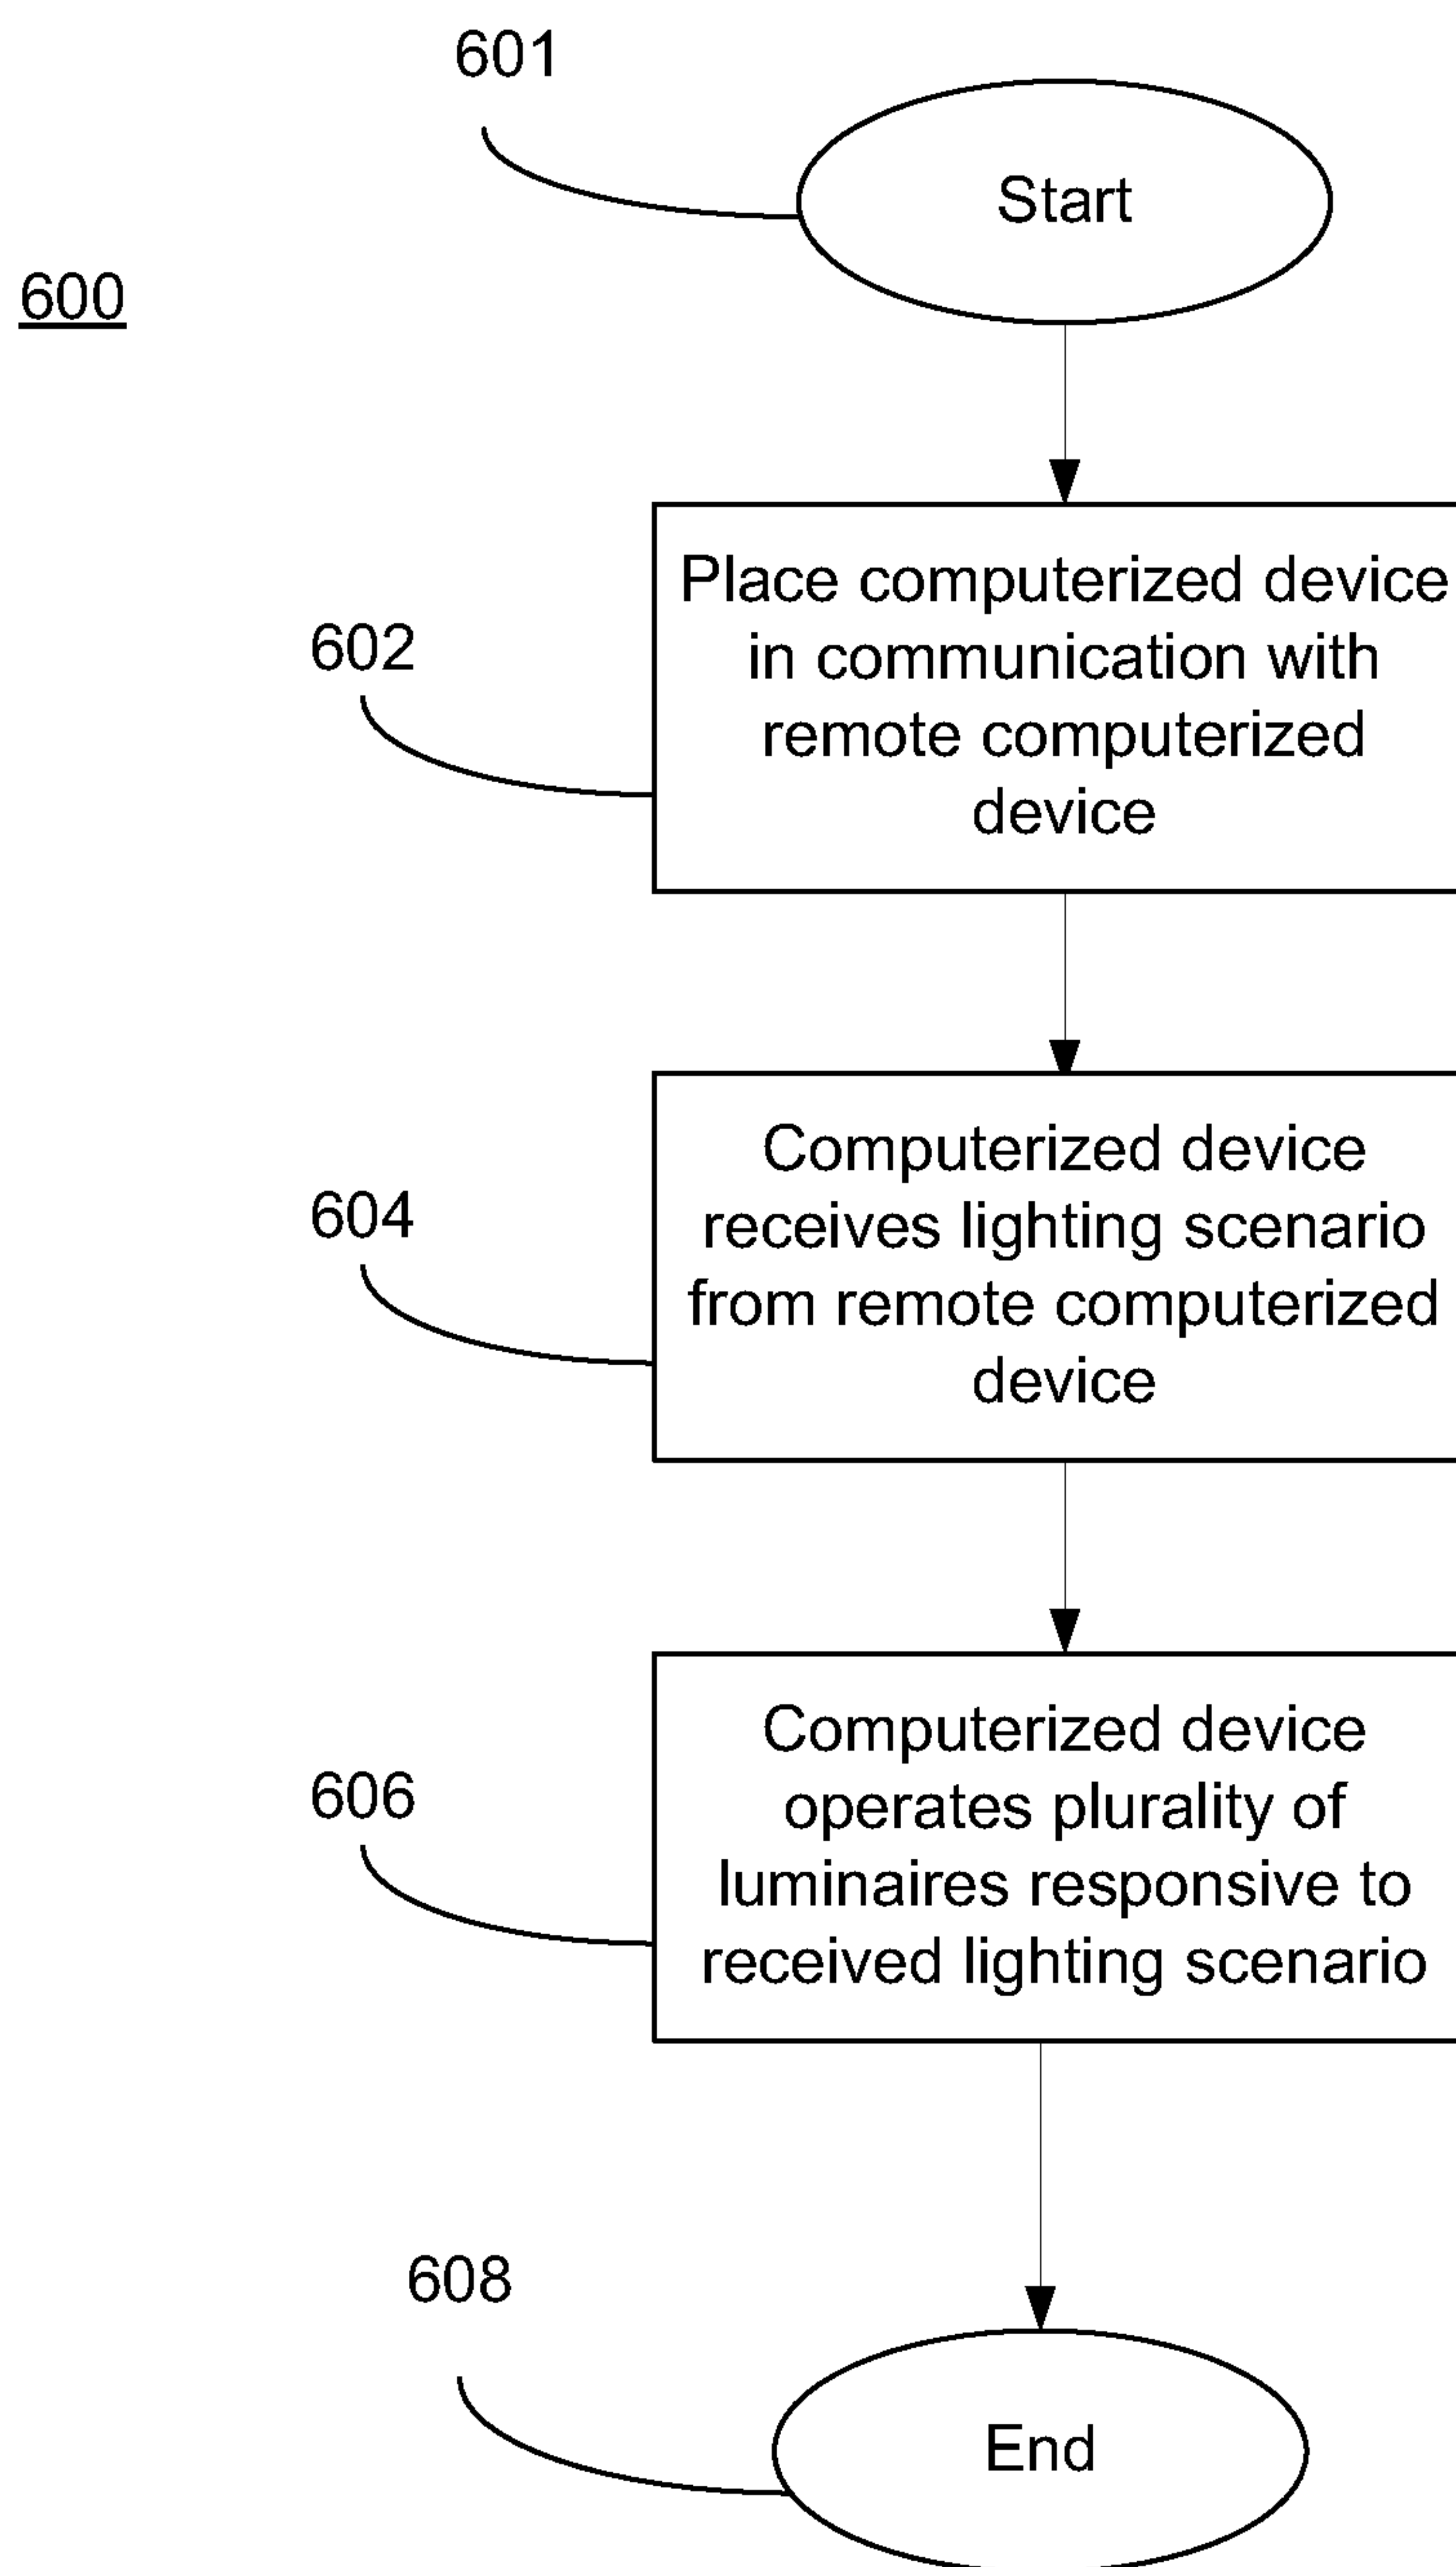 601
Start
600
Place computerized device
in communication with
remote computerized
device
602
Computerized device
receives lighting scenario
from remote computerized
device
604
Computerized device
operates plurality of
luminaires responsive to
received lighting scenario
606
608
End